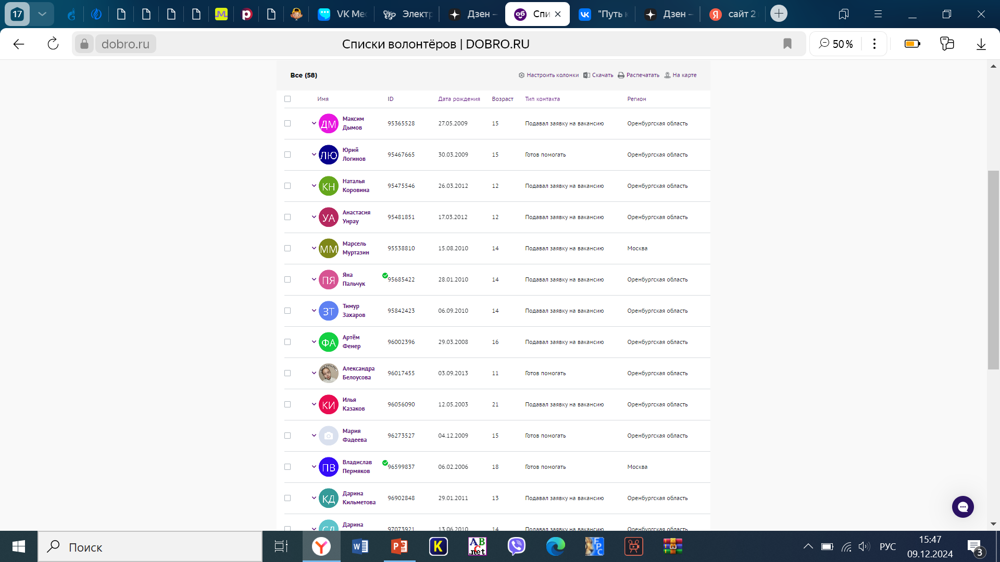 17 VK Мес Электр Дзен – Спи "Путь к Дзен – сайт 2
dobro.ru Списки волонтёров | DOBRO.RU 50 %
Все (58) Настроить колонки Скачать Распечатать На карте
Имя ID Дата рождения Возраст Тип контакта Регион
ДМ Максим Дымов 95365528 27.05.2009 15 Подавал заявку на вакансию Оренбургская область
ЛЮ Юрий Логинов 95467665 30.03.2009 15 Готов помогать Оренбургская область
КН Наталья Коровина 95475546 26.03.2012 12 Подавал заявку на вакансию Оренбургская область
УА Анастасия Унрау 95481851 17.03.2012 12 Подавал заявку на вакансию Оренбургская область
ММ Марсель Муртазин 95538810 15.08.2010 14 Подавал заявку на вакансию Москва
ПЯ Яна Пальчук 95685422 28.01.2010 14 Подавал заявку на вакансию Оренбургская область
ЗТ Тимур Захаров 95842423 06.09.2010 14 Подавал заявку на вакансию Оренбургская область
ФА Артём Фенер 96002396 29.03.2008 16 Подавал заявку на вакансию Оренбургская область
Александра Белоусова 96017455 03.09.2013 11 Готов помогать Оренбургская область
КИ Илья Казаков 96056090 12.05.2003 21 Подавал заявку на вакансию Оренбургская область
Мария Фадеева 96273527 04.12.2009 15 Готов помогать Оренбургская область
ПВ Владислав Пермяков 96599837 06.02.2006 18 Готов помогать Москва
КД Дарина Кильметова 96902848 29.01.2011 13 Подавал заявку на вакансию Оренбургская область
СД Дарина 97073921 13.06.2010 14 Подавал заявку на вакансию Оренбургская область
Поиск РУС 15:47
09.12.2024 3